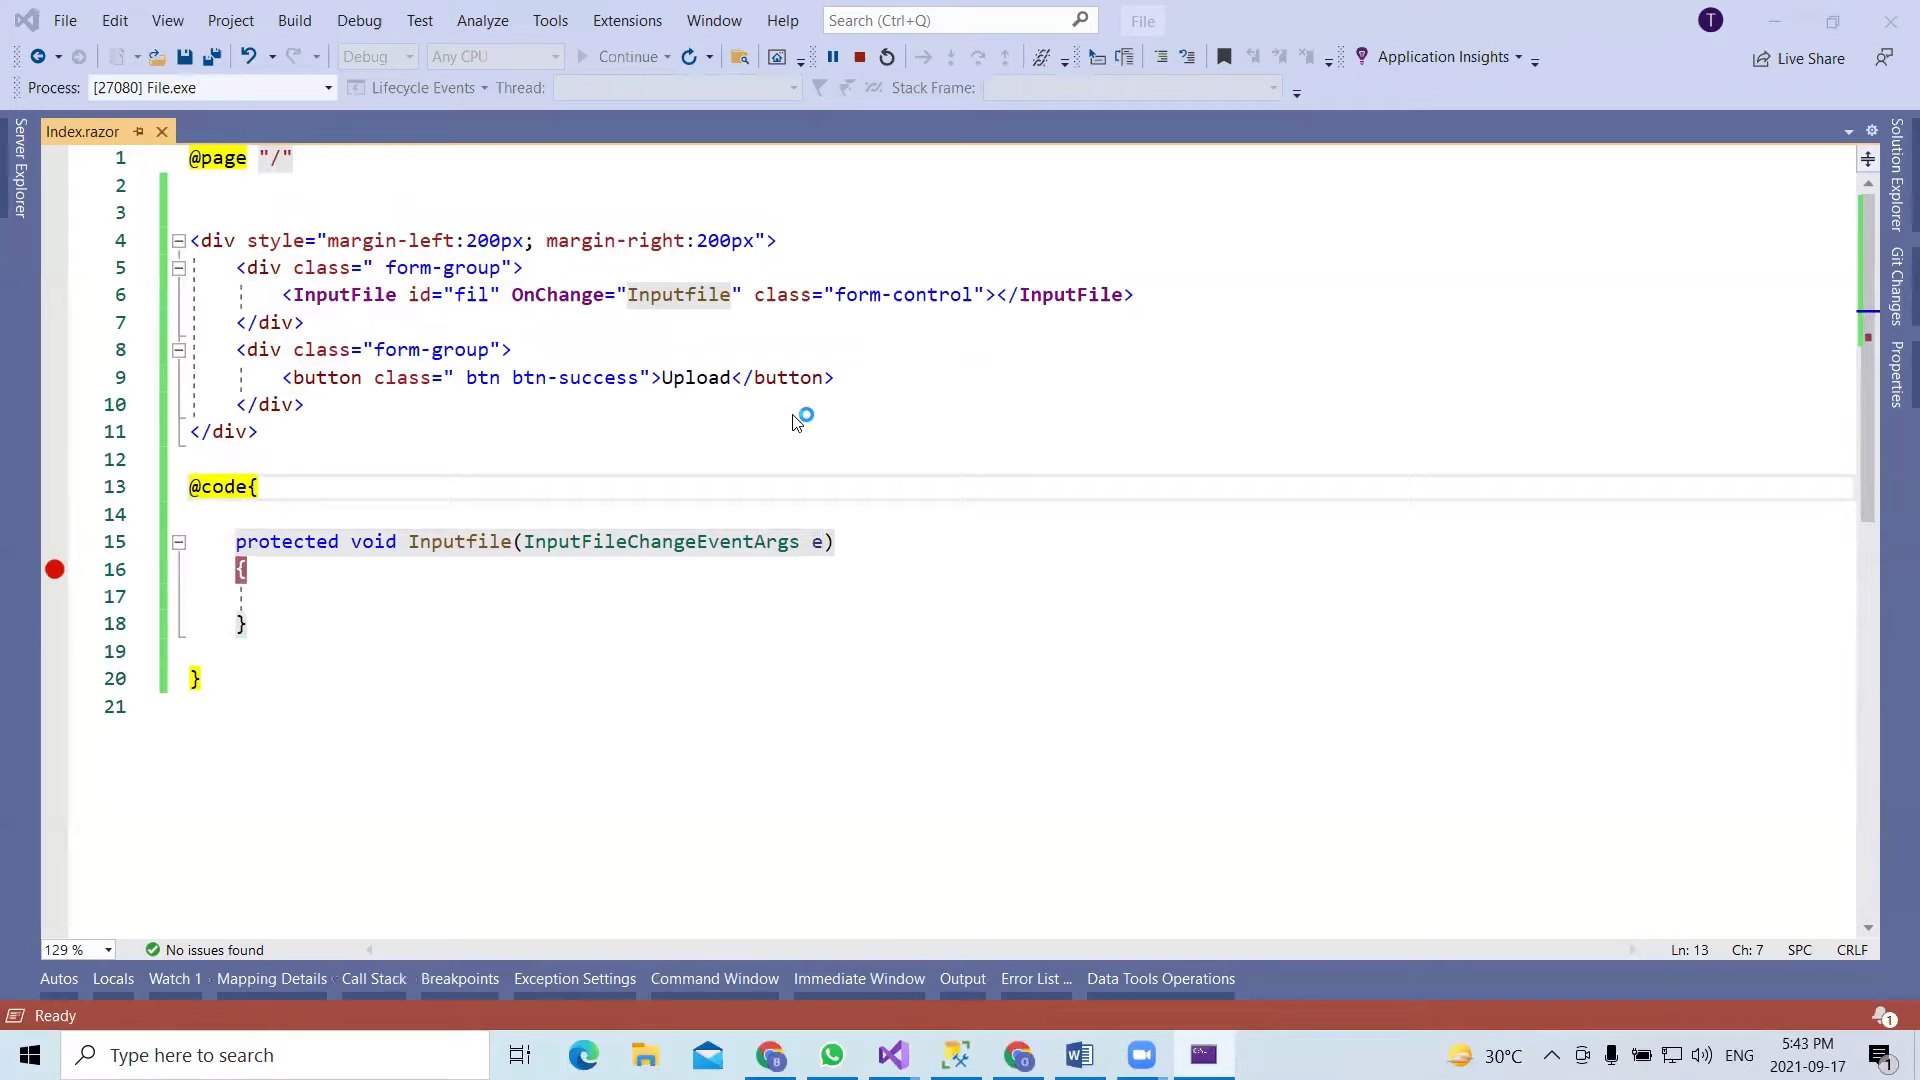 File Edit View Project Build Debug Test Analyze Tools Extensions Window Help Search (Ctrl+Q) File T
Debug Any CPU Continue Application Insights Live Share
Process: [27080] File.exe Lifecycle Events Thread: Stack Frame:
Server Explorer
Index.razor
Solution Explorer
Git Changes
Properties
1 @page "/"
2
3
4 <div style="margin-left:200px; margin-right:200px">
5 <div class=" form-group">
6 <InputFile id="fil" OnChange="Inputfile" class="form-control"></InputFile>
7 </div>
8 <div class="form-group">
9 <button class=" btn btn-success">Upload</button>
10 </div>
11 </div>
12
13 @code{
14
15 protected void Inputfile(InputFileChangeEventArgs e)
16 {
17
18 }
19
20 }
21
129 % No issues found Ln: 13 Ch: 7 SPC CRLF
Autos Locals Watch 1 Mapping Details Call Stack Breakpoints Exception Settings Command Window Immediate Window Output Error List ... Data Tools Operations
Ready 1
Type here to search 30°C ENG 5:43 PM
2021-09-17 1